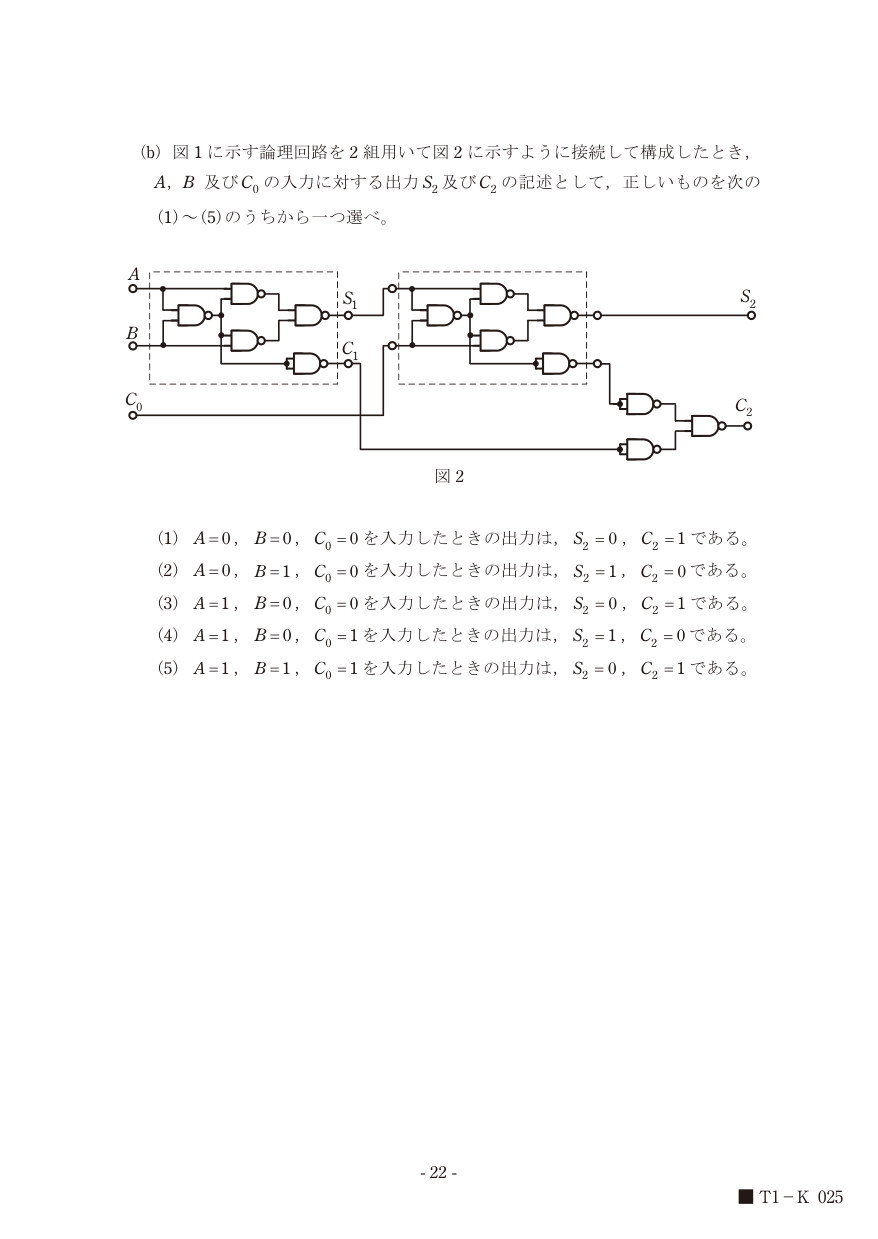 (b) 図1に示す論理回路を2組用いて図2に示すように接続して構成したとき，
A，B 及びC0 の入力に対する出力S2 及びC2 の記述として，正しいものを次の
(1)～(5)のうちから一つ選べ。
A
S1
S2
B
C1
C0
C2
図2
(1) A=0， B=0， C0 =0を入力したときの出力は， S2 =0， C2 =1である。
(2) A=0， B=1， C0 =0を入力したときの出力は， S2 =1， C2 =0である。
(3) A=1， B=0， C0 =0を入力したときの出力は， S2 =0， C2 =1である。
(4) A=1， B=0， C0 =1を入力したときの出力は， S2 =1， C2 =0である。
(5) A=1， B=1， C0 =1を入力したときの出力は， S2 =0， C2 =1である。
- 22 -
■ T1－K 025